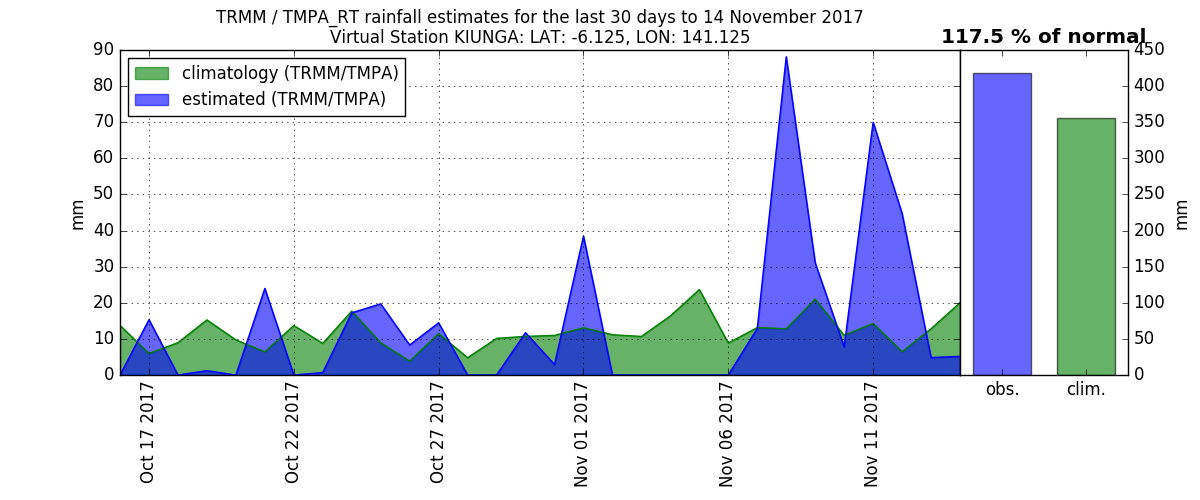 TRMM / TMPA_RT rainfall estimates for the last 30 days to 14 November 2017
Virtual Station KIUNGA: LAT: -6.125, LON: 141.125
117.5 % of normal
climatology (TRMM/TMPA)
estimated (TRMM/TMPA)
90
80
70
60
50
40
30
20
10
0
mm
Oct 17 2017
Oct 22 2017
Oct 27 2017
Nov 01 2017
Nov 06 2017
Nov 11 2017
450
400
350
300
250
200
150
100
50
0
mm
obs.
clim.